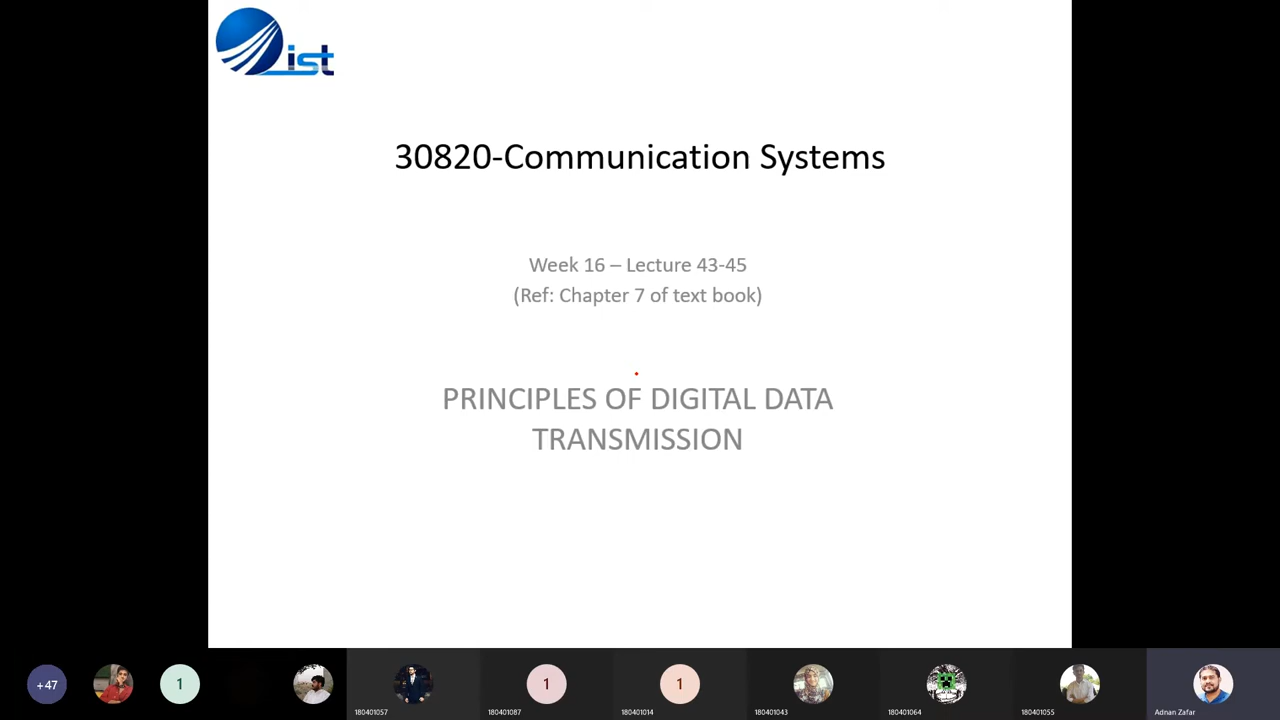 ist
30820-Communication Systems
Week 16 – Lecture 43-45
(Ref: Chapter 7 of text book)
PRINCIPLES OF DIGITAL DATA
TRANSMISSION
+47
1
1
1
180401057
180401087
180401014
180401043
180401064
180401055
Adnan Zafar